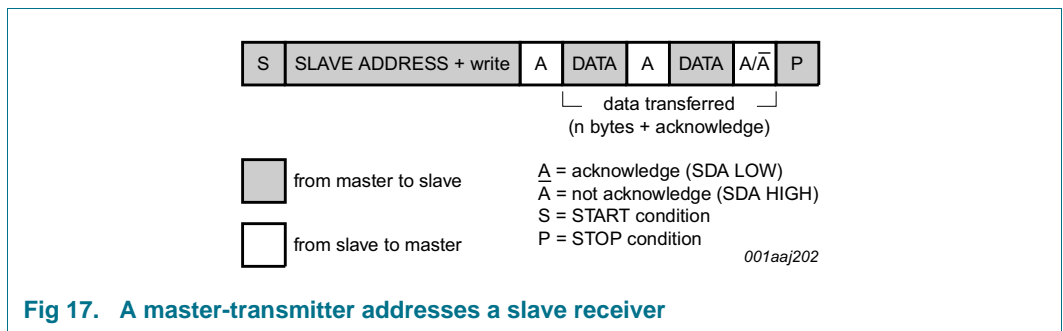 S SLAVE ADDRESS + write A DATA A DATA A/A̅ P
data transferred
(n bytes + acknowledge)
from master to slave
from slave to master
A = acknowledge (SDA LOW)
A̅ = not acknowledge (SDA HIGH)
S = START condition
P = STOP condition
001aaj202
Fig 17. A master-transmitter addresses a slave receiver